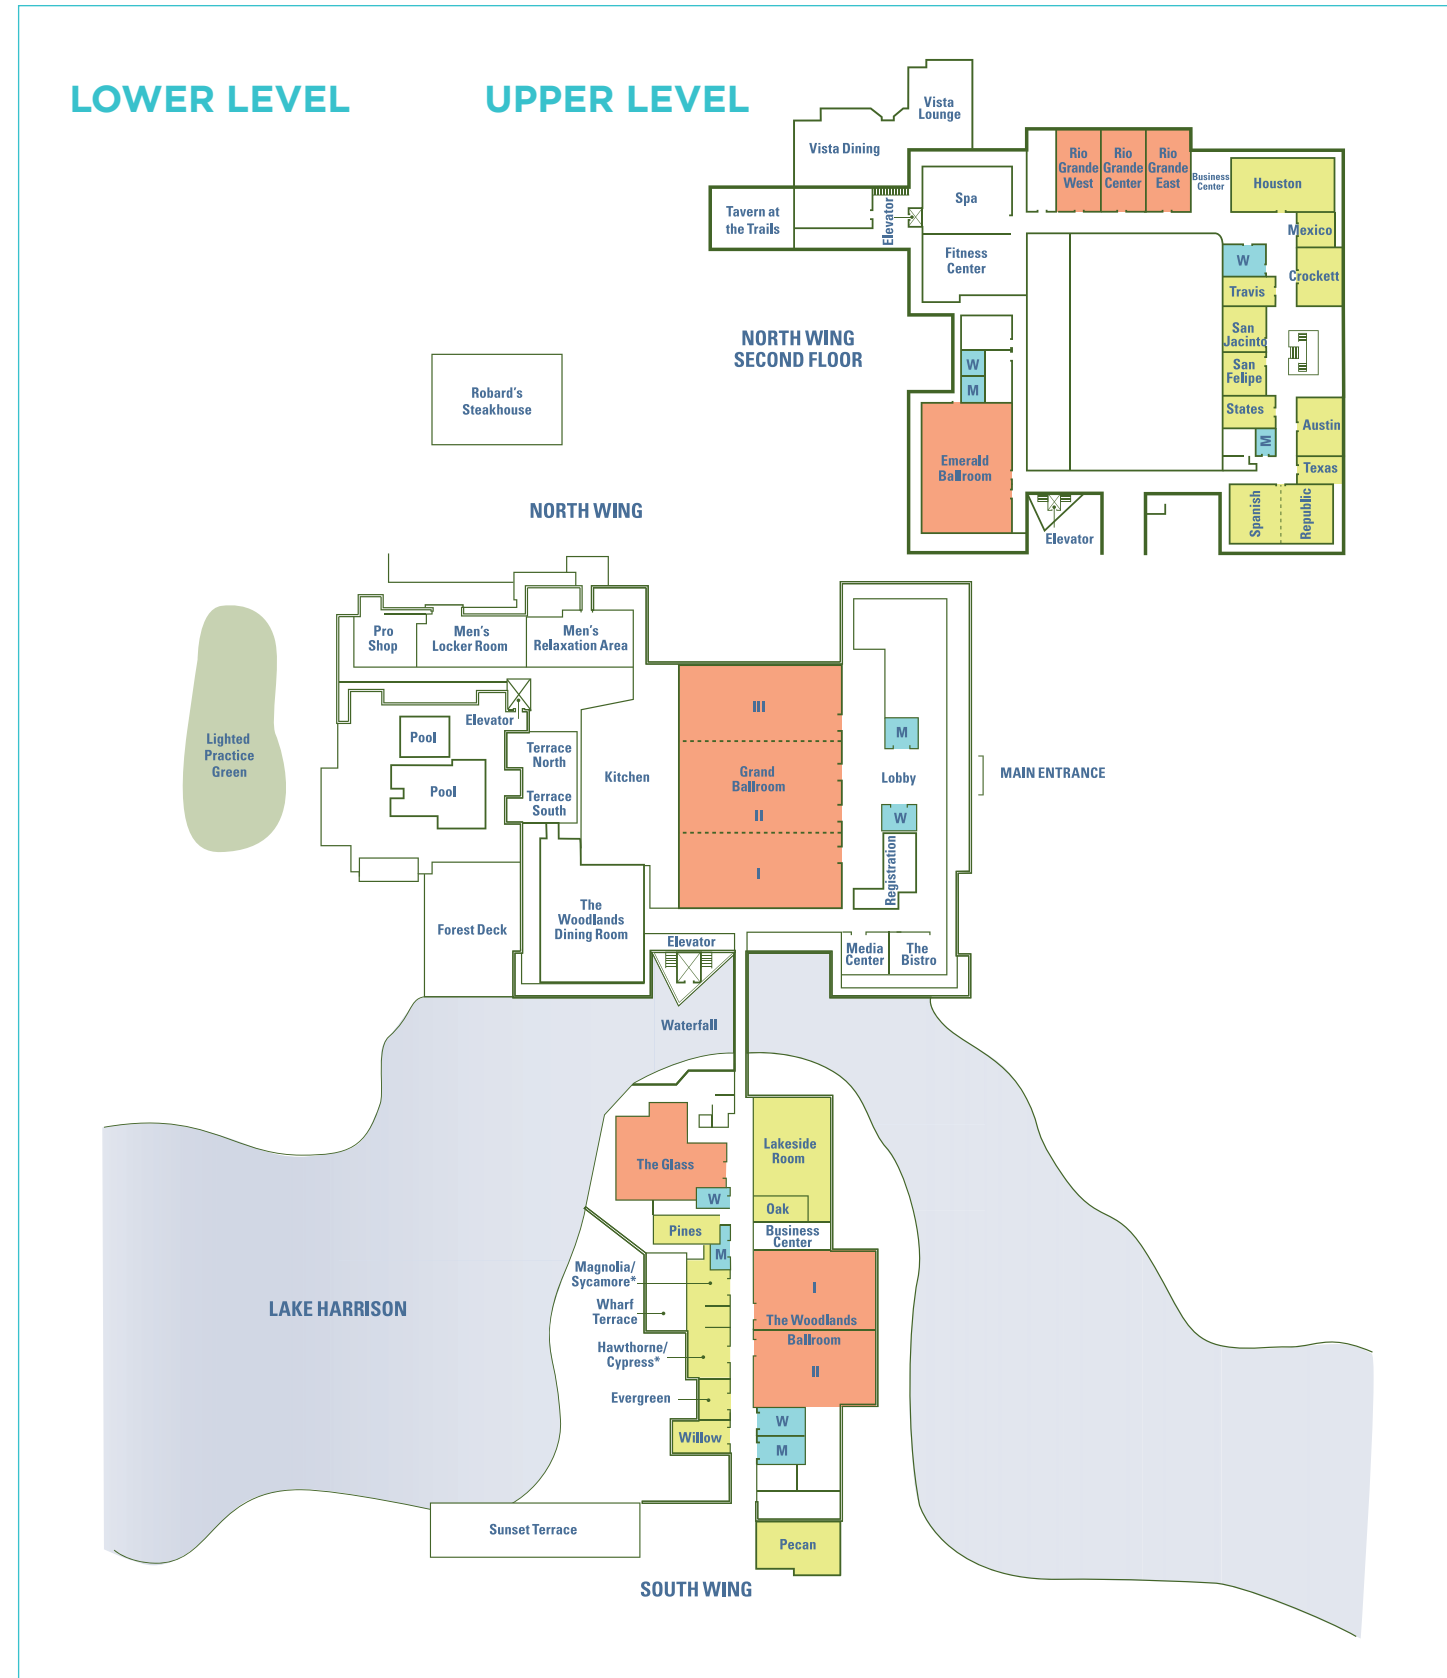 LOWER LEVEL
UPPER LEVEL
Vista
Lounge
Vista Dining
Tavern at
the Trails
Elevator
Spa
Fitness
Center
Rio
Grande
West
Rio
Grande
Center
Rio
Grande
East
Business
Center
Houston
Mexico
Crockett
W
Travis
San
Jacinto
San
Felipe
States
M
Austin
Texas
Spanish
Republic
NORTH WING
SECOND FLOOR
W
M
Emerald
Ballroom
Elevator
Robard's
Steakhouse
NORTH WING
Pro
Shop
Men's
Locker Room
Men's
Relaxation Area
Lighted
Practice
Green
Elevator
Pool
Pool
Terrace
North
Terrace
South
Kitchen
III
Grand
Ballroom
II
I
M
Lobby
W
Registration
MAIN ENTRANCE
Forest Deck
The
Woodlands
Dining Room
Elevator
Media
Center
The
Bistro
Waterfall
The Glass
W
Lakeside
Room
Oak
Business
Center
Pines
M
Magnolia/
Sycamore*
Wharf
Terrace
Hawthorne/
Cypress*
Evergreen
Willow
I
The Woodlands
Ballroom
II
W
M
LAKE HARRISON
Sunset Terrace
Pecan
SOUTH WING